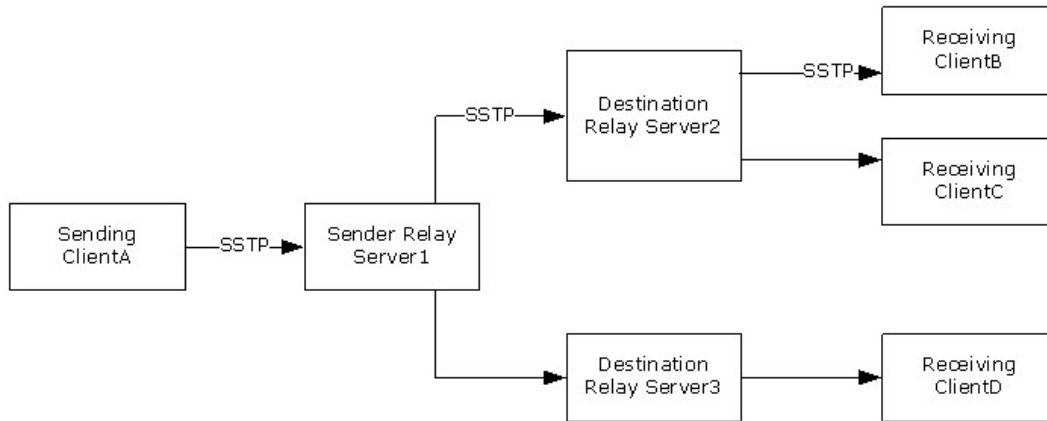 Sending
ClientA
SSTP
Sender Relay
Server1
SSTP
Destination
Relay Server2
SSTP
Receiving
ClientB
Receiving
ClientC
Destination
Relay Server3
Receiving
ClientD